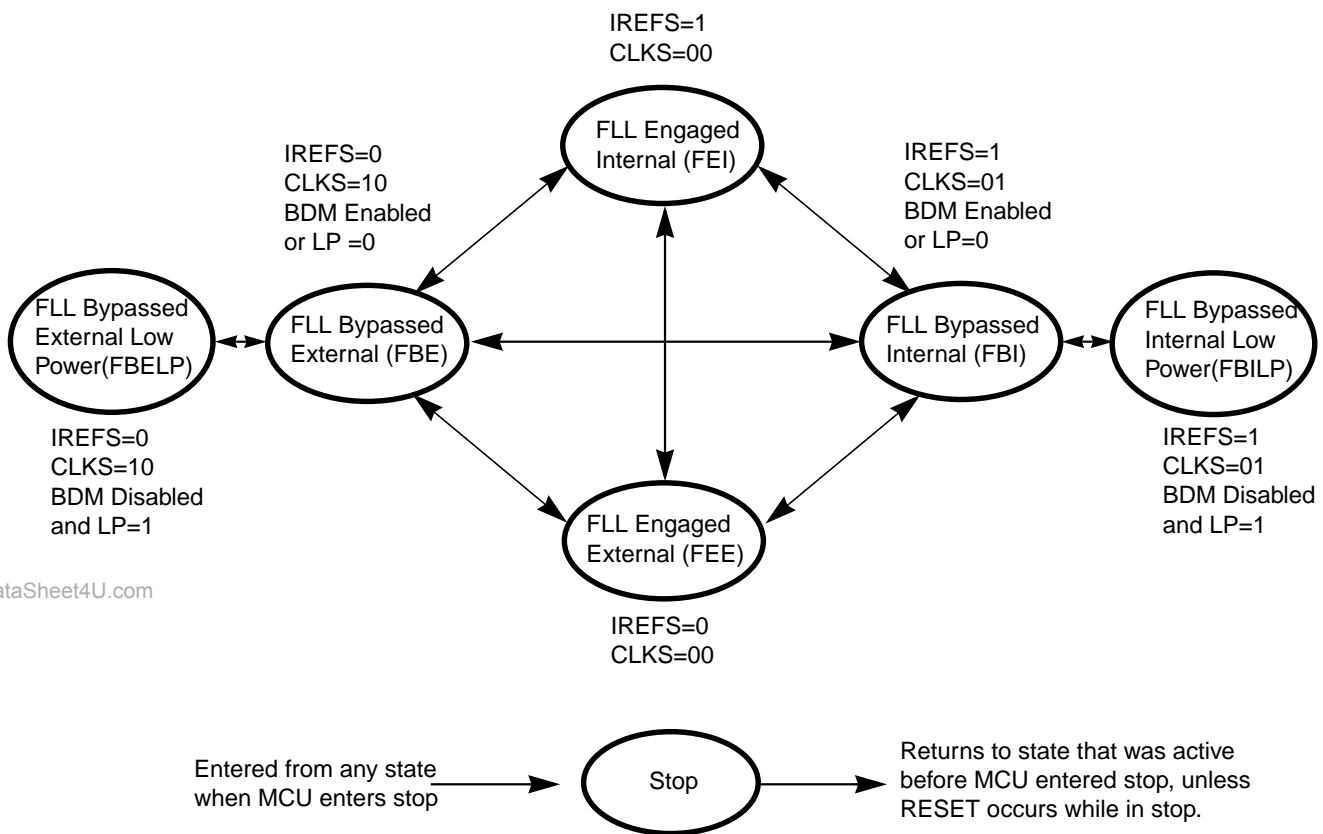 IREFS=1
CLKS=00
FLL Engaged
Internal (FEI)
IREFS=0
CLKS=10
BDM Enabled
or LP =0
IREFS=1
CLKS=01
BDM Enabled
or LP=0
FLL Bypassed
External Low
Power(FBELP)
FLL Bypassed
External (FBE)
FLL Bypassed
Internal (FBI)
FLL Bypassed
Internal Low
Power(FBILP)
IREFS=0
CLKS=10
BDM Disabled
and LP=1
IREFS=1
CLKS=01
BDM Disabled
and LP=1
FLL Engaged
External (FEE)
ataSheet4U.com
IREFS=0
CLKS=00
Entered from any state
when MCU enters stop
Stop
Returns to state that was active
before MCU entered stop, unless
RESET occurs while in stop.